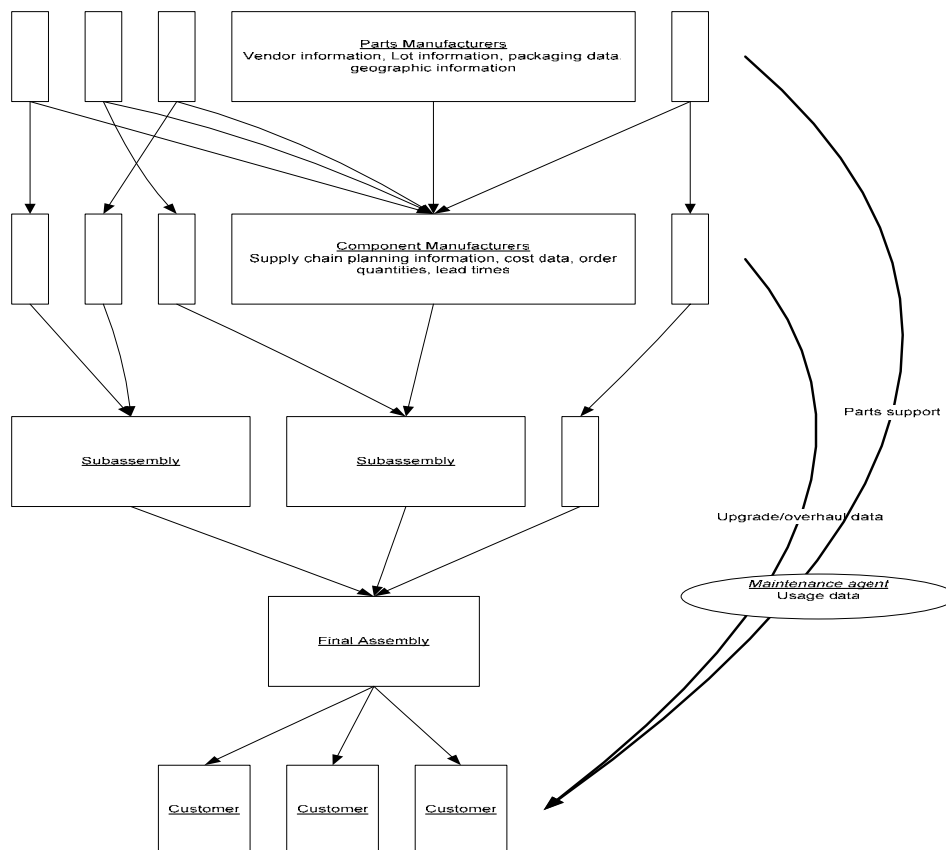 Parts Manufacturers
Vendor information, Lot information, packaging data
geographic information
Component Manufacturers
Supply chain planning information, cost data, order
quantities, lead times
Parts support
Subassembly
Subassembly
Upgrade/overhaul data
Maintenance agent
Usage data
Final Assembly
Customer
Customer
Customer